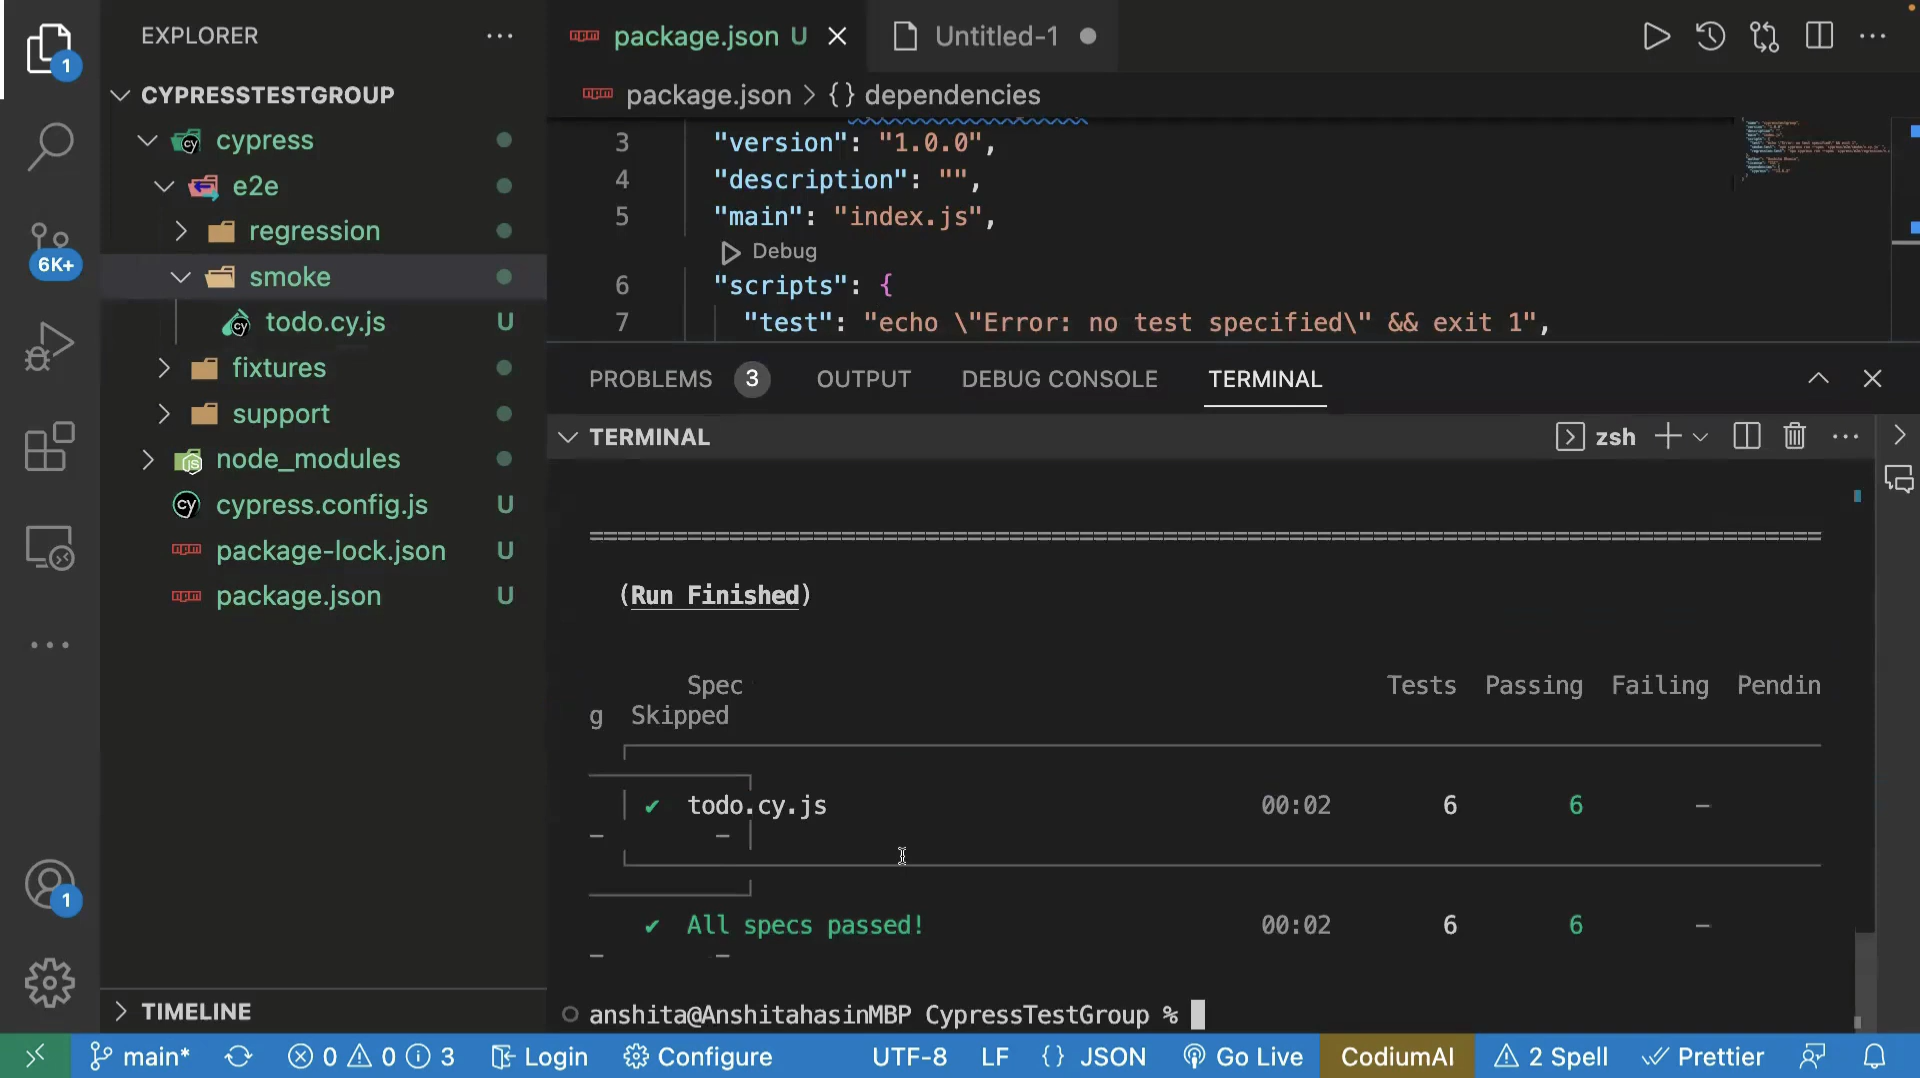 EXPLORER
package.json U
Untitled-1
1
CYPRESSTESTGROUP
package.json > {} dependencies
cypress
3 "version": "1.0.0",
e2e
4 "description": "",
regression
5 "main": "index.js",
Debug
6K+
smoke
6 "scripts": {
todo.cy.js U
7 "test": "echo \"Error: no test specified\" && exit 1",
fixtures
PROBLEMS 3 OUTPUT DEBUG CONSOLE TERMINAL
support
TERMINAL
zsh
node_modules
cypress.config.js U
package-lock.json U
package.json U
================================================================================
(Run Finished)
Spec Tests Passing Failing Pendin
g Skipped
✔ todo.cy.js 00:02 6 6 –
– –
✔ All specs passed! 00:02 6 6 –
– –
1
TIMELINE
anshita@AnshitahasinMBP CypressTestGroup %
main* 0 0 3 Login Configure UTF-8 LF {} JSON Go Live CodiumAI 2 Spell Prettier